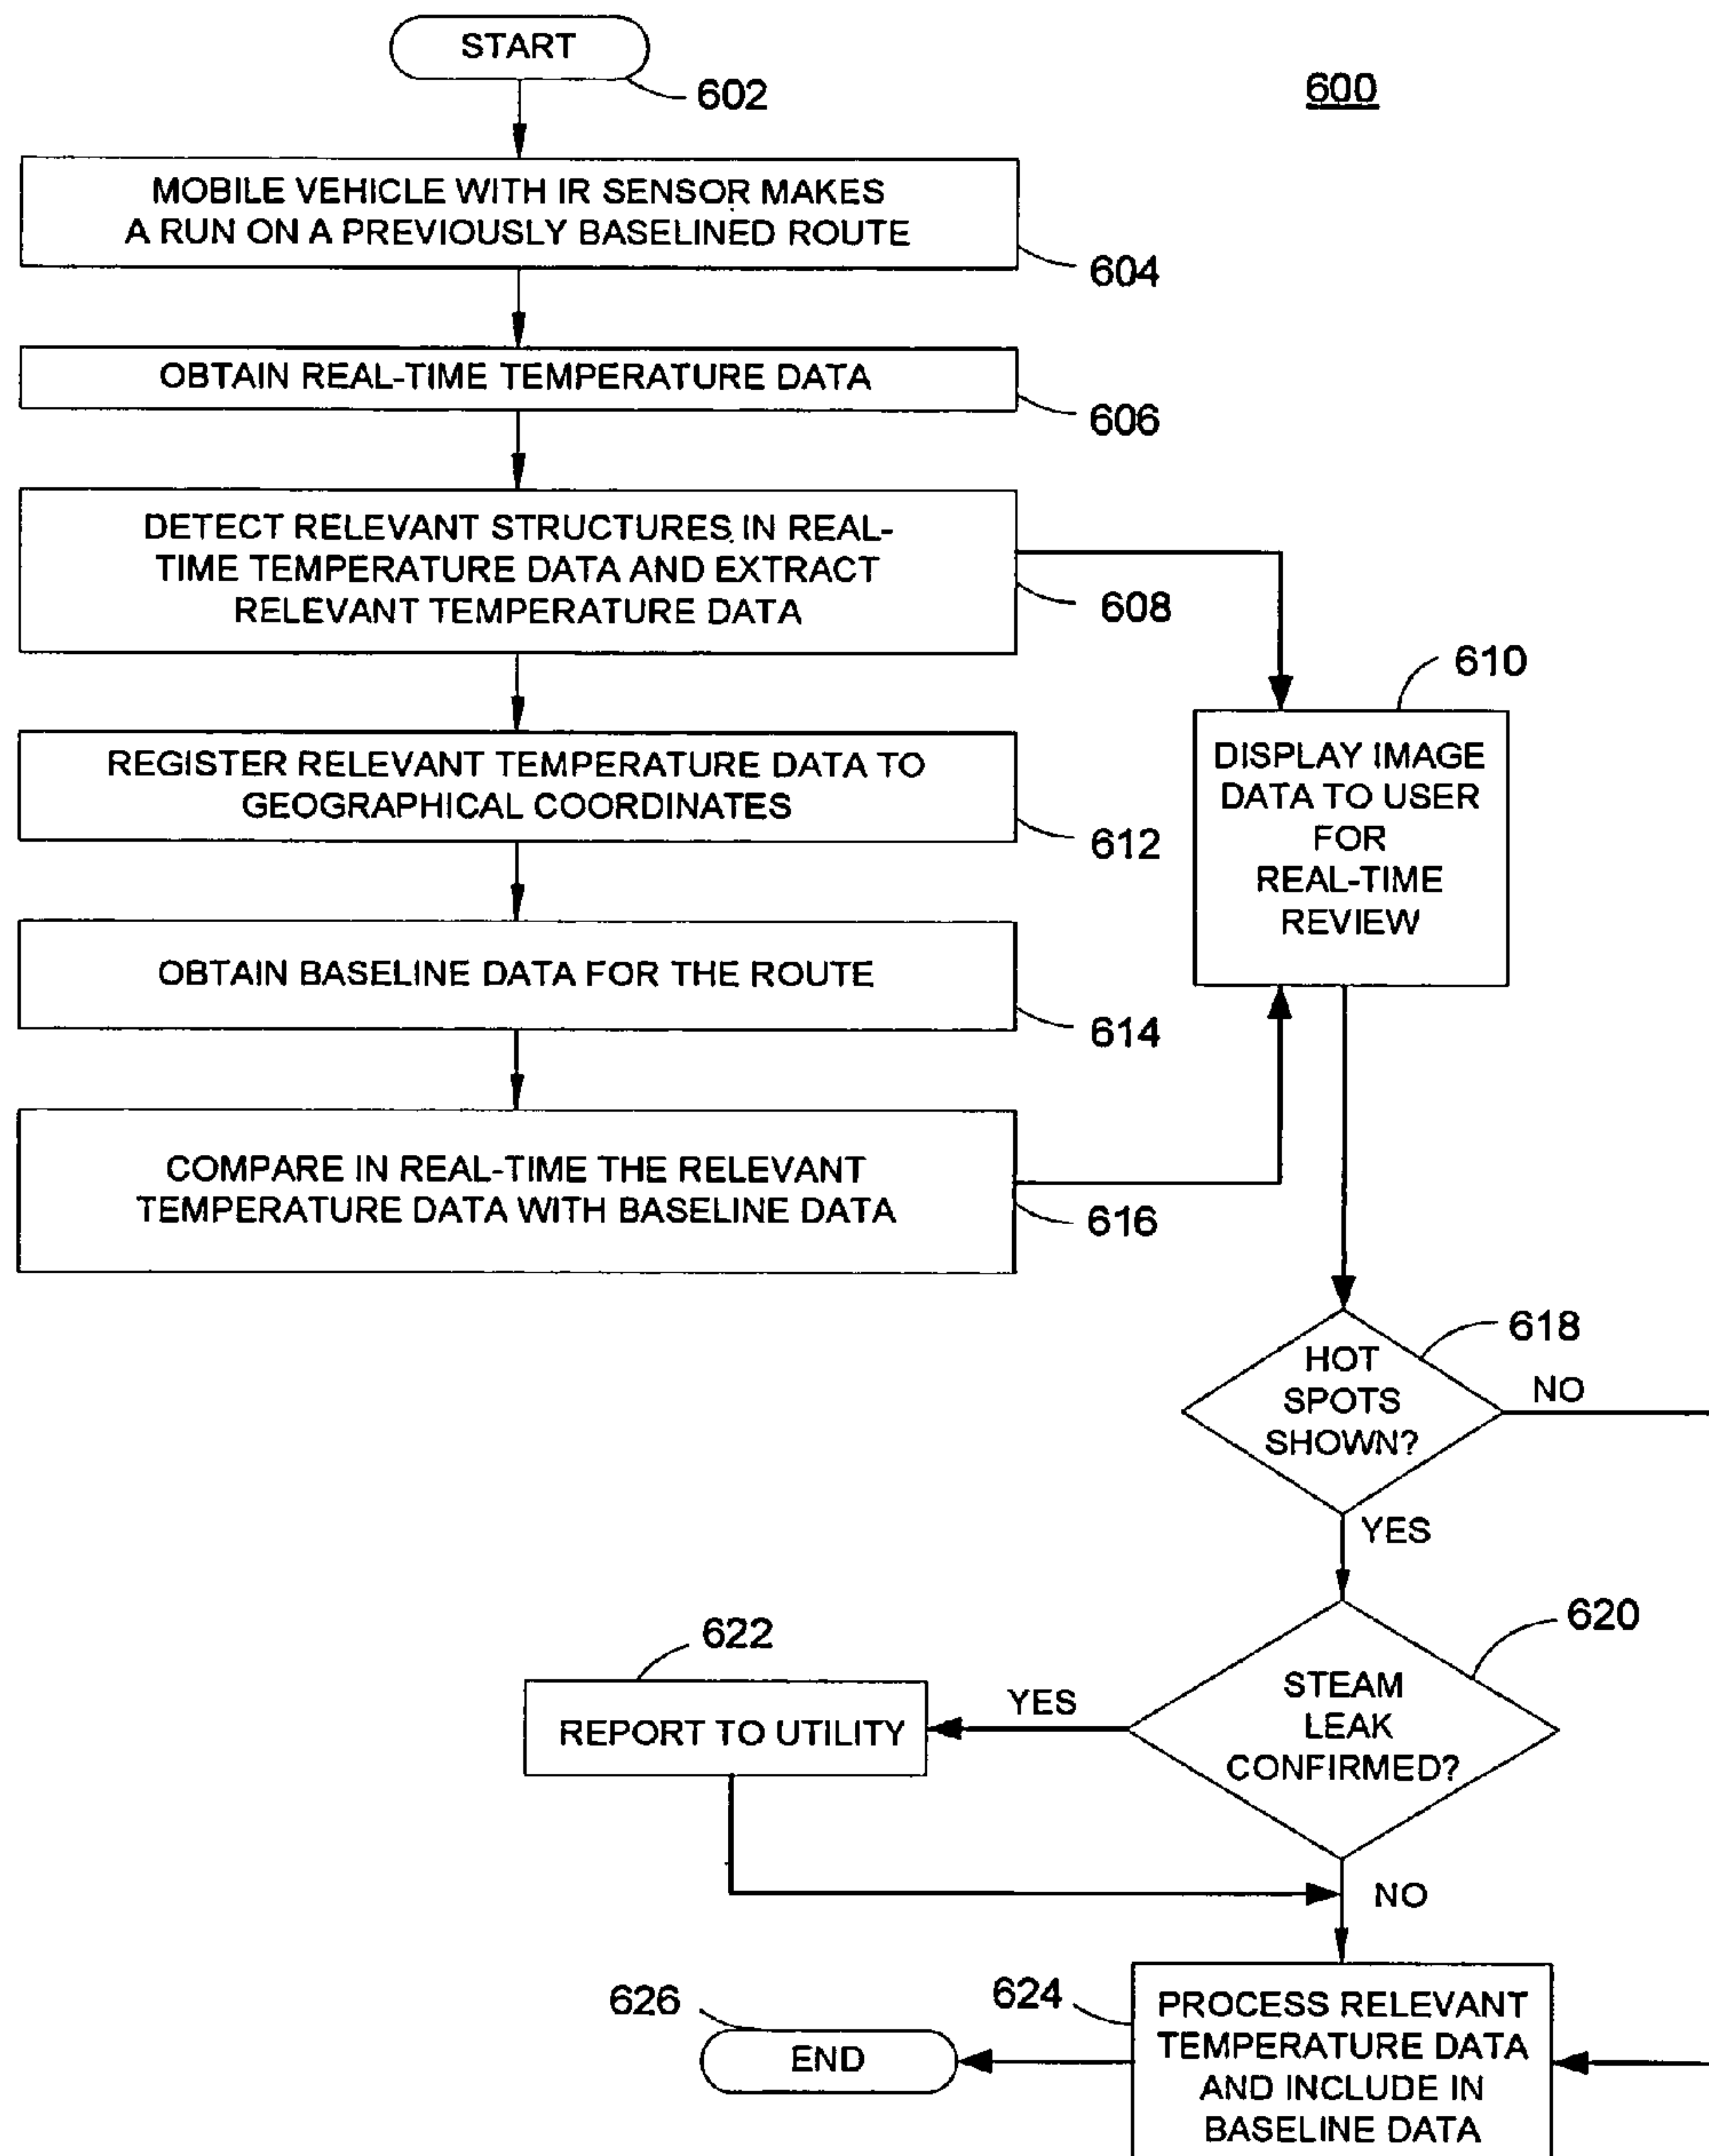 START
602
600
MOBILE VEHICLE WITH IR SENSOR MAKES
A RUN ON A PREVIOUSLY BASELINED ROUTE
604
OBTAIN REAL-TIME TEMPERATURE DATA
606
DETECT RELEVANT STRUCTURES IN REAL-
TIME TEMPERATURE DATA AND EXTRACT
RELEVANT TEMPERATURE DATA
608
610
DISPLAY IMAGE
DATA TO USER
FOR
REAL-TIME
REVIEW
REGISTER RELEVANT TEMPERATURE DATA TO
GEOGRAPHICAL COORDINATES
612
OBTAIN BASELINE DATA FOR THE ROUTE
614
COMPARE IN REAL-TIME THE RELEVANT
TEMPERATURE DATA WITH BASELINE DATA
616
618
HOT
SPOTS
SHOWN?
NO
YES
620
STEAM
LEAK
CONFIRMED?
YES
622
REPORT TO UTILITY
NO
624
PROCESS RELEVANT
TEMPERATURE DATA
AND INCLUDE IN
BASELINE DATA
626
END